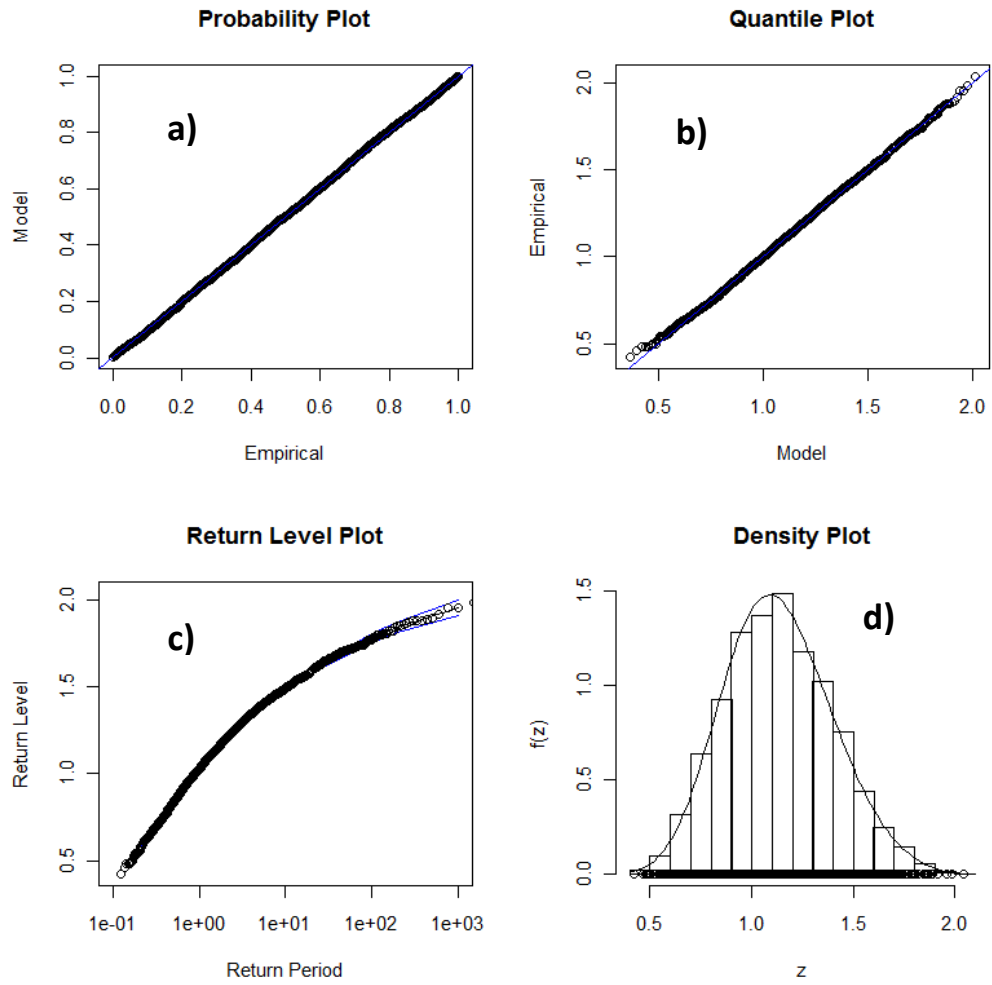 Probability Plot
a)
Model
0.0 0.2 0.4 0.6 0.8 1.0
0.0 0.2 0.4 0.6 0.8 1.0
Empirical
Quantile Plot
b)
Empirical
0.5 1.0 1.5 2.0
0.5 1.0 1.5 2.0
Model
Return Level Plot
c)
Return Level
0.5 1.0 1.5 2.0
1e-01 1e+00 1e+01 1e+02 1e+03
Return Period
Density Plot
d)
f(z)
0.0 0.5 1.0 1.5
0.5 1.0 1.5 2.0
z